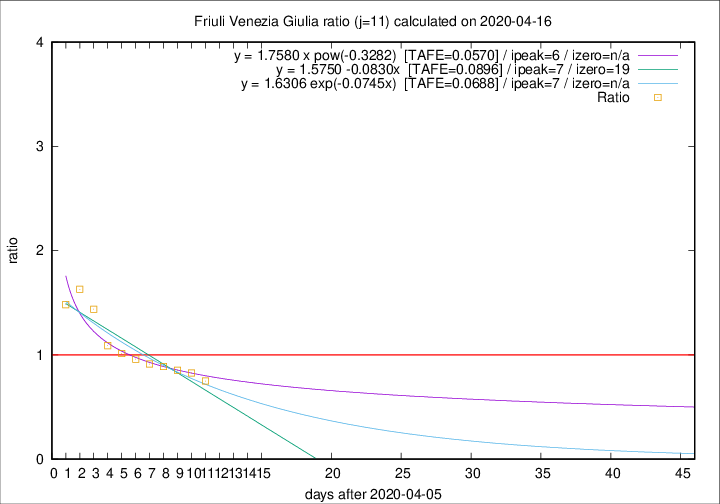 Friuli Venezia Giulia ratio (j=11) calculated on 2020-04-16
y = 1.7580 x pow(-0.3282) [TAFE=0.0570] / ipeak=6 / izero=n/a
y = 1.5750 -0.0830x [TAFE=0.0896] / ipeak=7 / izero=19
y = 1.6306 exp(-0.0745x) [TAFE=0.0688] / ipeak=7 / izero=n/a
Ratio
4
3
2
1
0
ratio
0 1 2 3 4 5 6 7 8 9 10 11 12 13 14 15 20 25 30 35 40 45
days after 2020-04-05